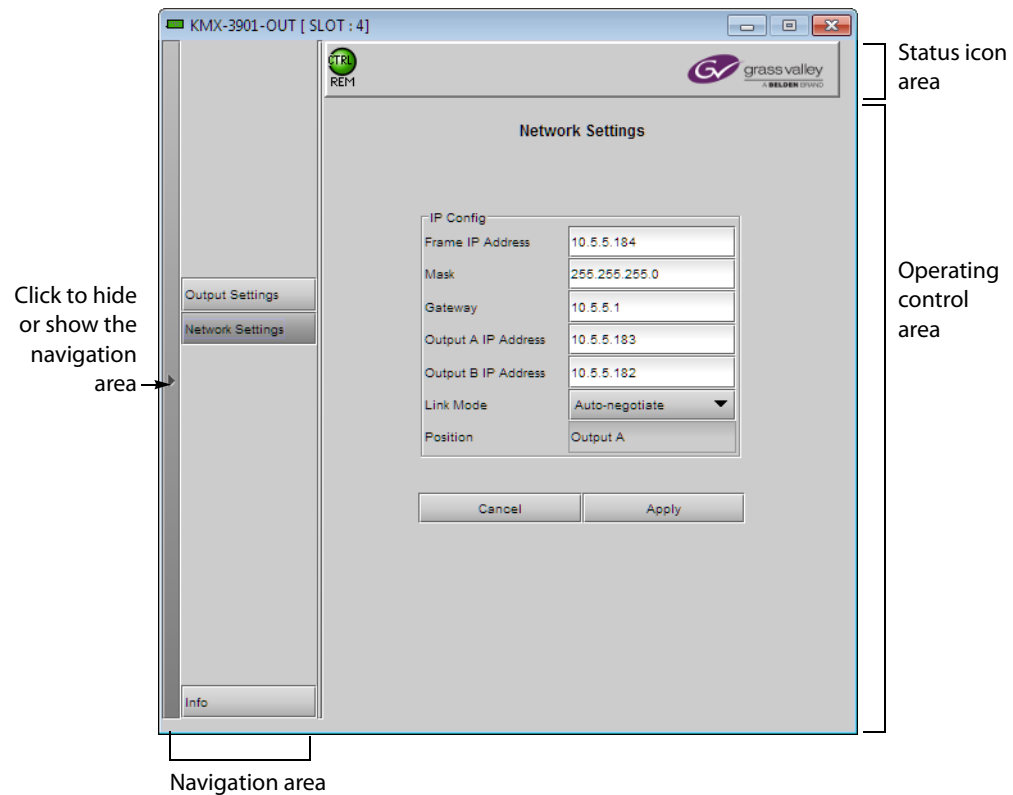 KMX-3901-OUT [ SLOT : 4]
CTRL
REM
GV grass valley
A BELDEN BRAND
Status icon
area
Network Settings
IP Config
Frame IP Address 10.5.5.184
Mask 255.255.255.0
Gateway 10.5.5.1
Output A IP Address 10.5.5.183
Output B IP Address 10.5.5.182
Link Mode Auto-negotiate
Position Output A
Cancel Apply
Output Settings
Network Settings
Info
Click to hide
or show the
navigation
area
Operating
control
area
Navigation area